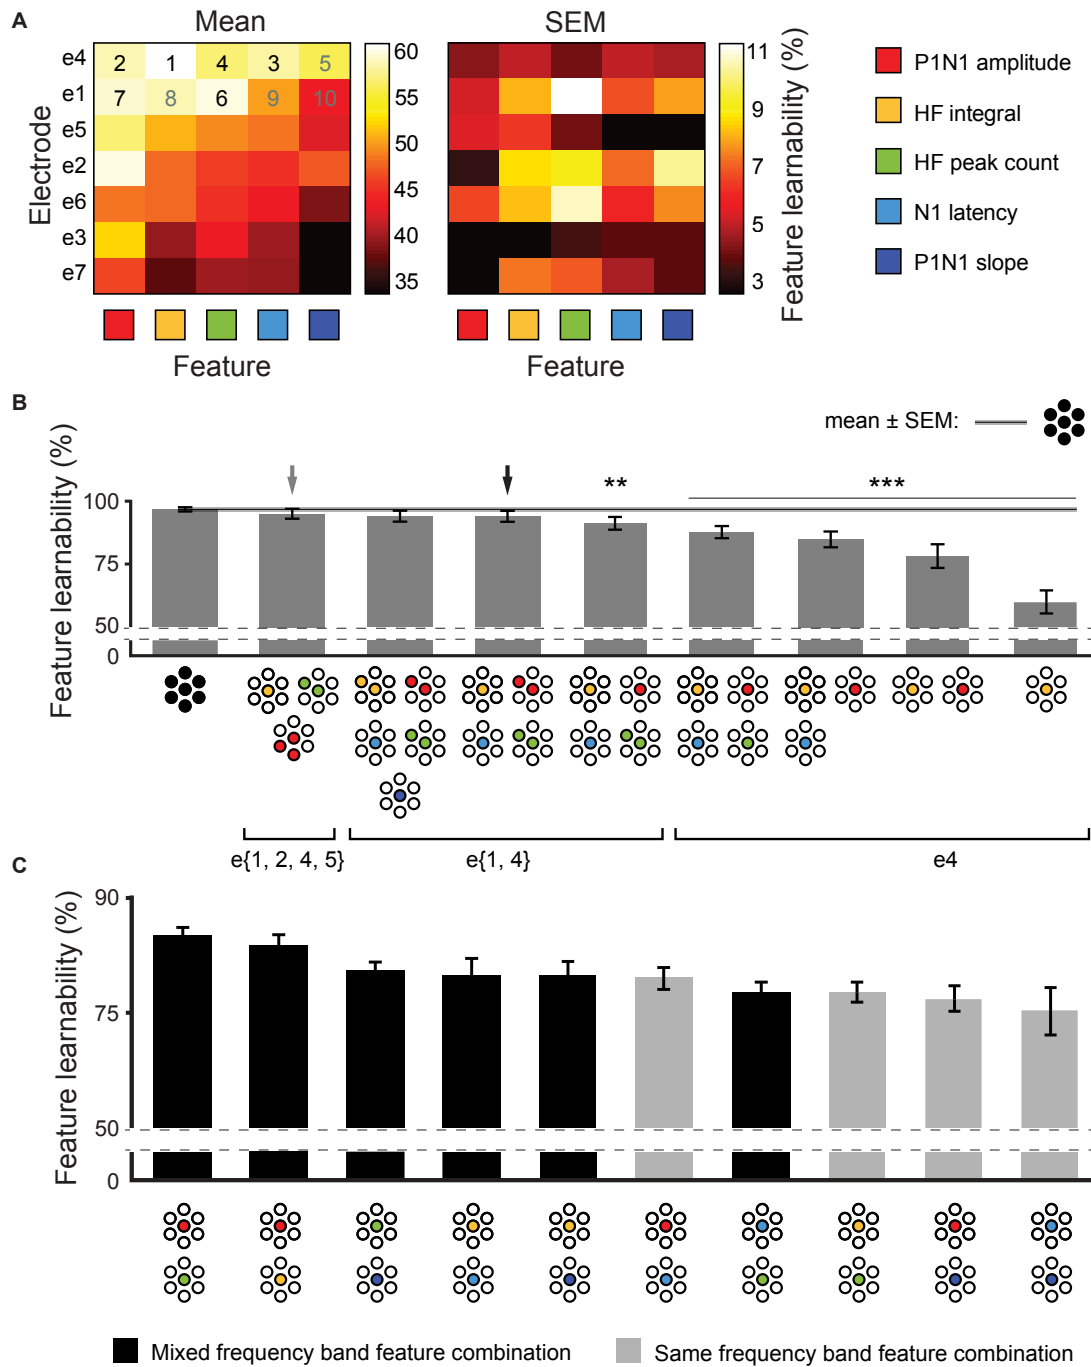 A
Mean
SEM
Electrode
e4
e1
e5
e2
e6
e3
e7
2 1 4 3 5
7 8 6 9 10
60
55
50
45
40
35
11
9
7
5
3
Feature learnability (%)
Feature
Feature
P1N1 amplitude
HF integral
HF peak count
N1 latency
P1N1 slope
B
mean ± SEM:
Feature learnability (%)
100
75
50
0
**
***
e{1, 2, 4, 5}
e{1, 4}
e4
C
Feature learnability (%)
90
75
50
0
Mixed frequency band feature combination
Same frequency band feature combination